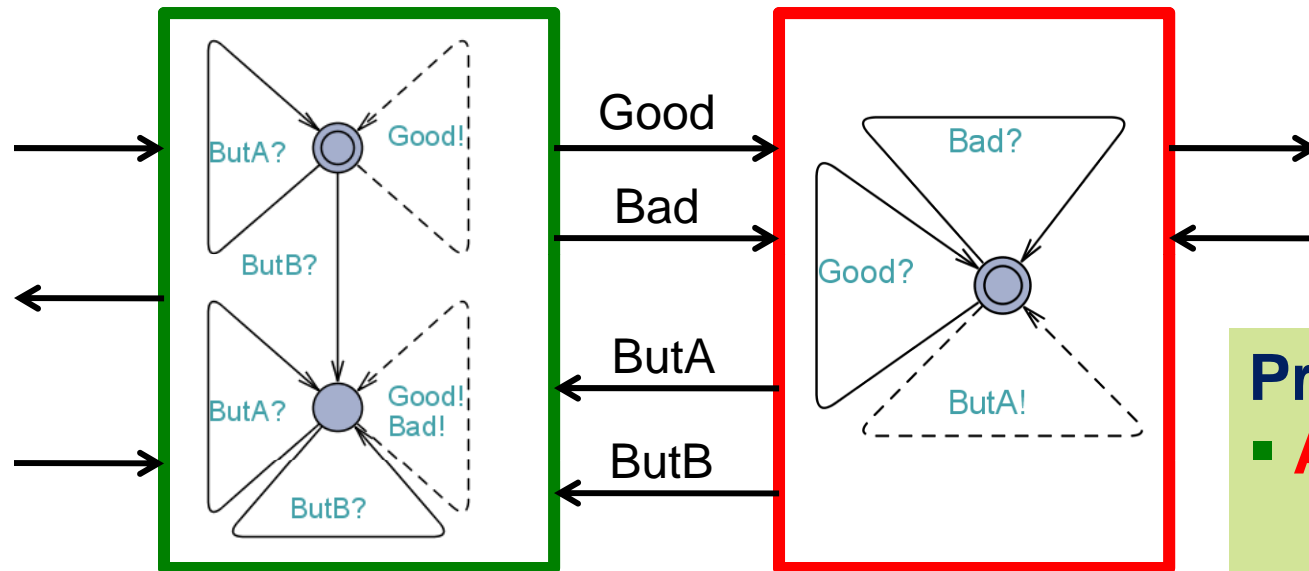 ButA?
Good!
ButB?
ButA?
Good!
Bad!
ButB?
Good
Bad
ButA
ButB
Bad?
Good?
ButA!
Pr
▪ A